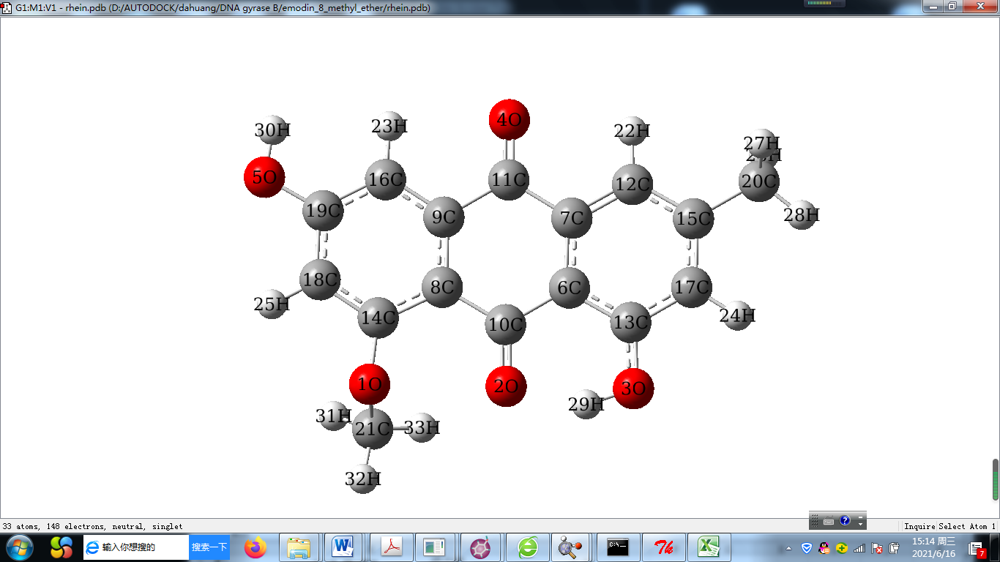 G1:M1:V1 - rhein.pdb (D:/AUTODOCK/dahuang/DNA gyrase B/emodin_8_methyl_ether/rhein.pdb)
4O
30H 23H 22H 27H
5O 16C 11C 12C 20C
19C 9C 7C 15C 28H
18C 8C 6C 17C
25H 14C 10C 13C 24H
1O 2O 3O
31H 21C 33H 29H
32H
33 atoms, 148 electrons, neutral, singlet
Inquire Select Atom 1
输入你想搜的 搜索一下
C:\
Tk
15:14 周三
2021/6/16
7